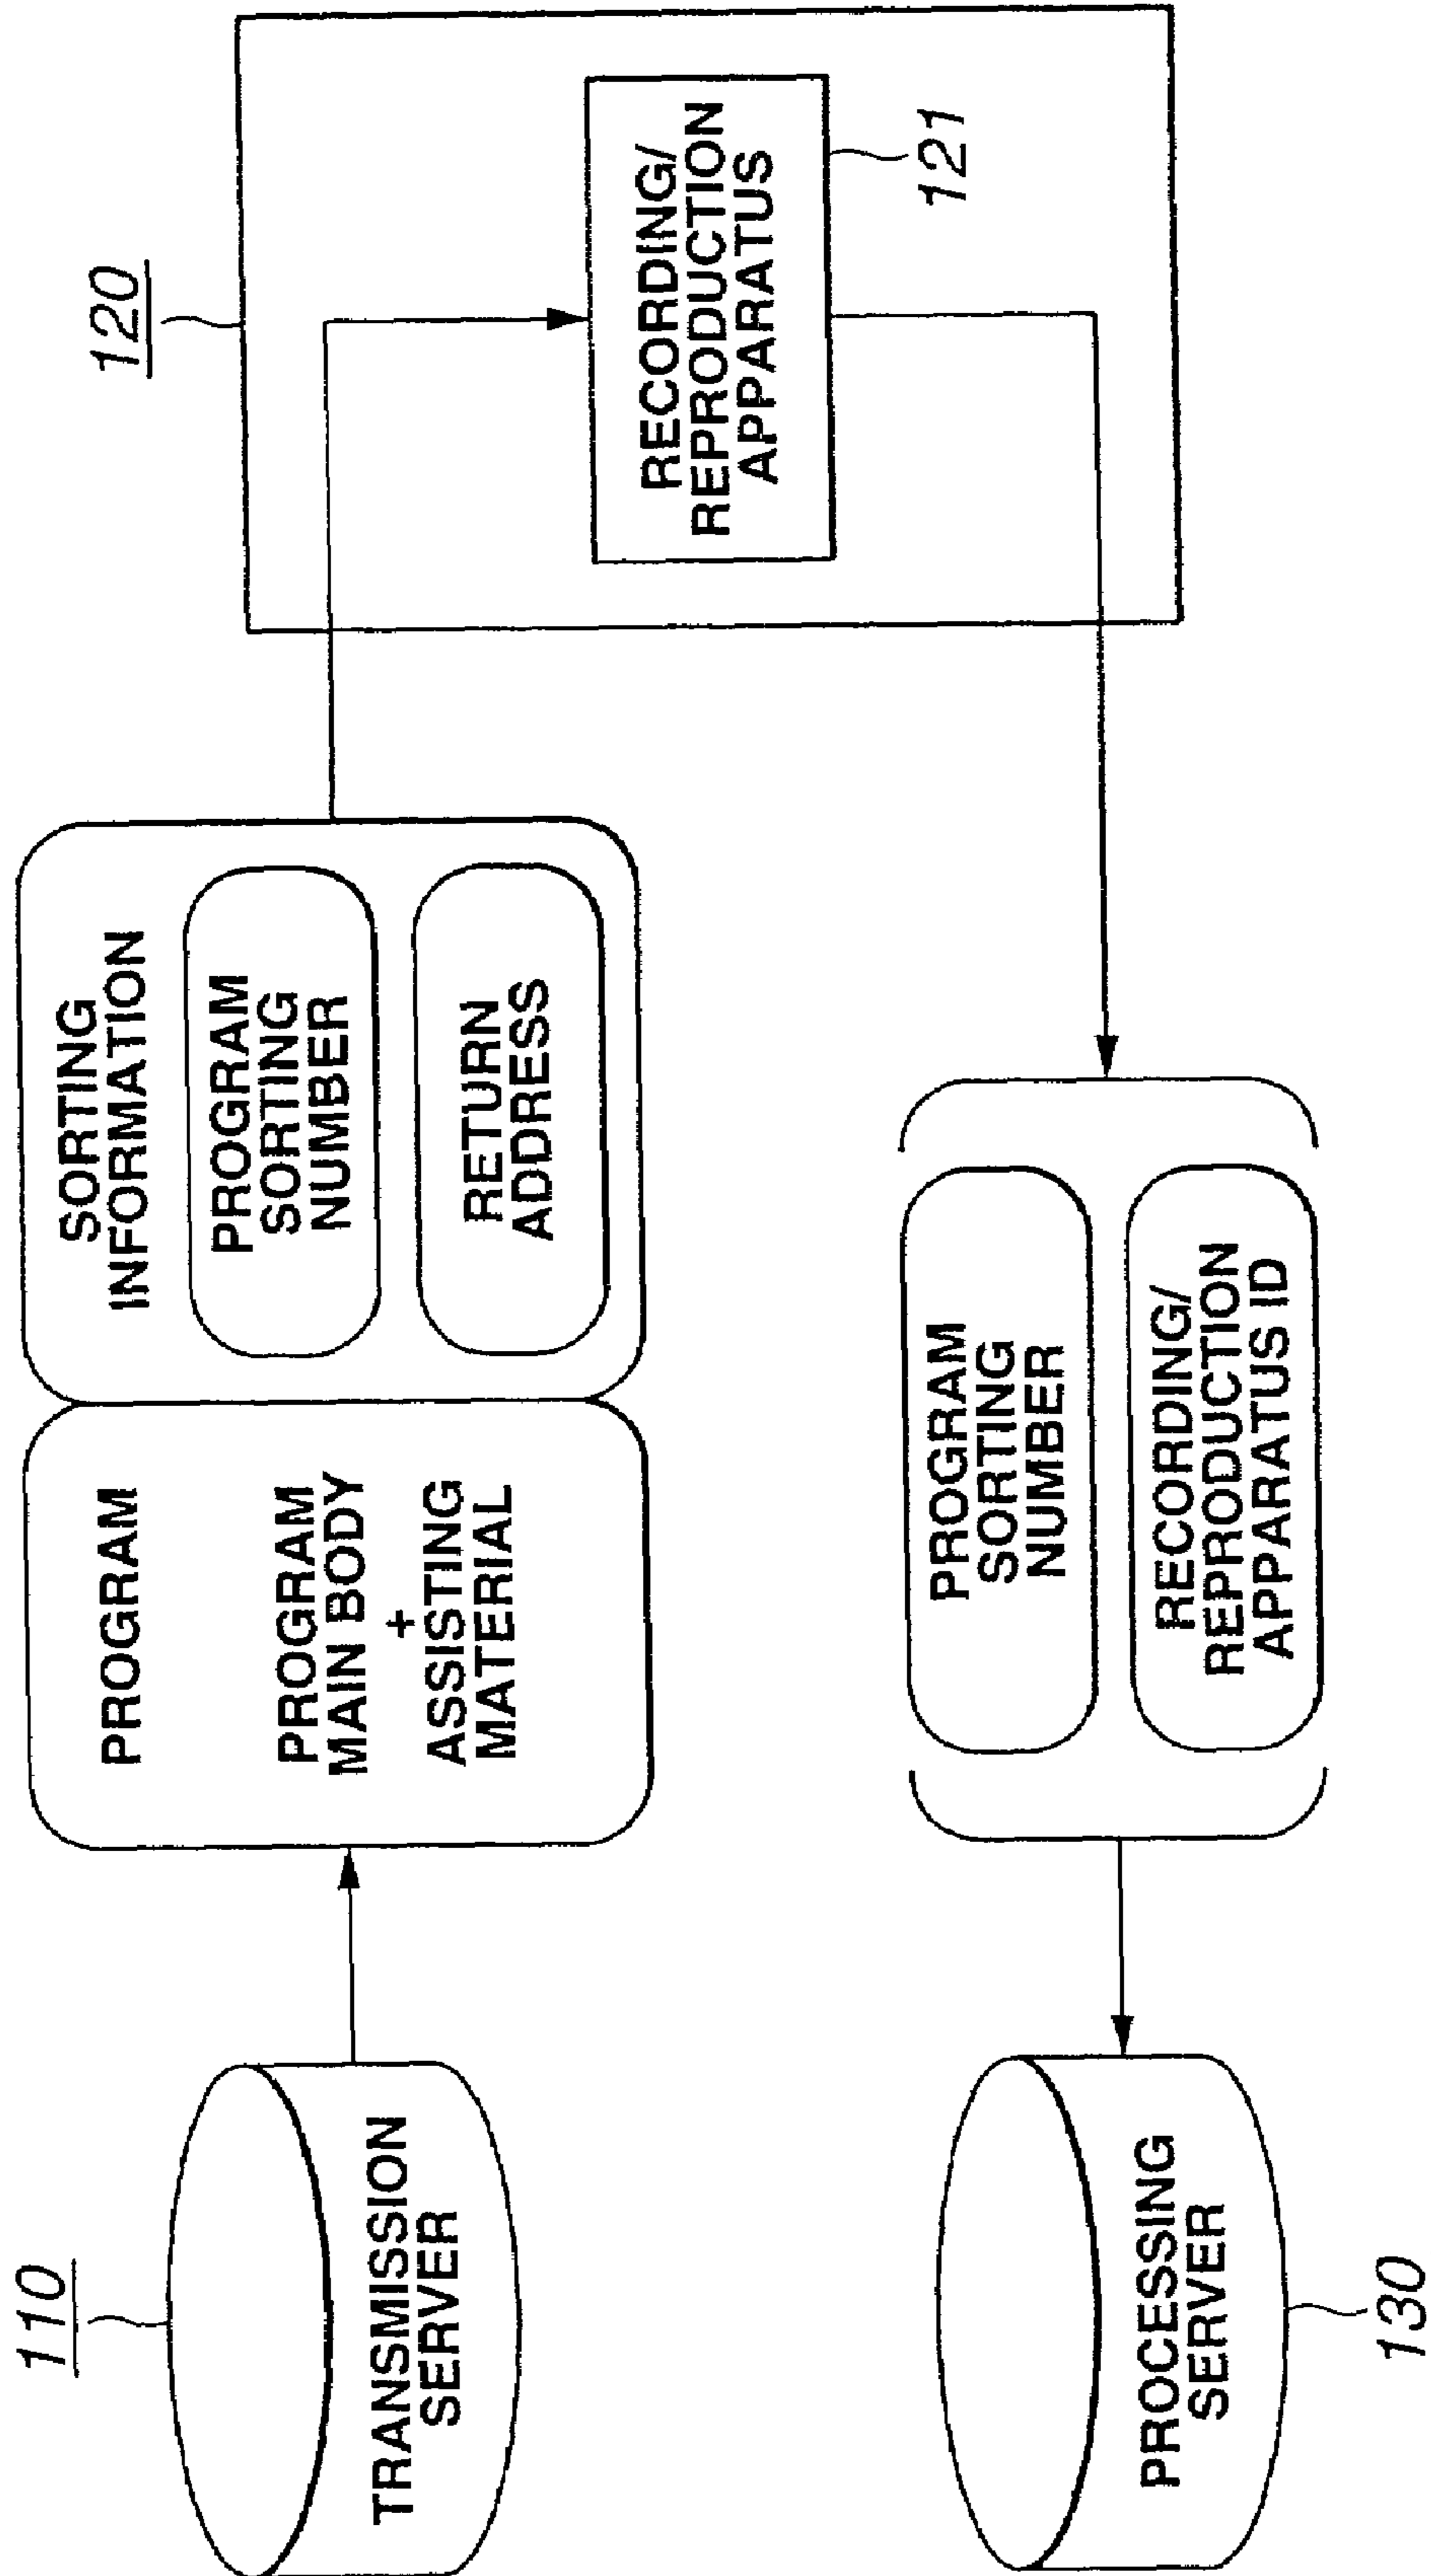 110
TRANSMISSION
SERVER
PROGRAM
PROGRAM
MAIN BODY
+
ASSISTING
MATERIAL
SORTING
INFORMATION
PROGRAM
SORTING
NUMBER
RETURN
ADDRESS
120
RECORDING/
REPRODUCTION
APPARATUS
121
PROCESSING
SERVER
130
PROGRAM
SORTING
NUMBER
RECORDING/
REPRODUCTION
APPARATUS ID